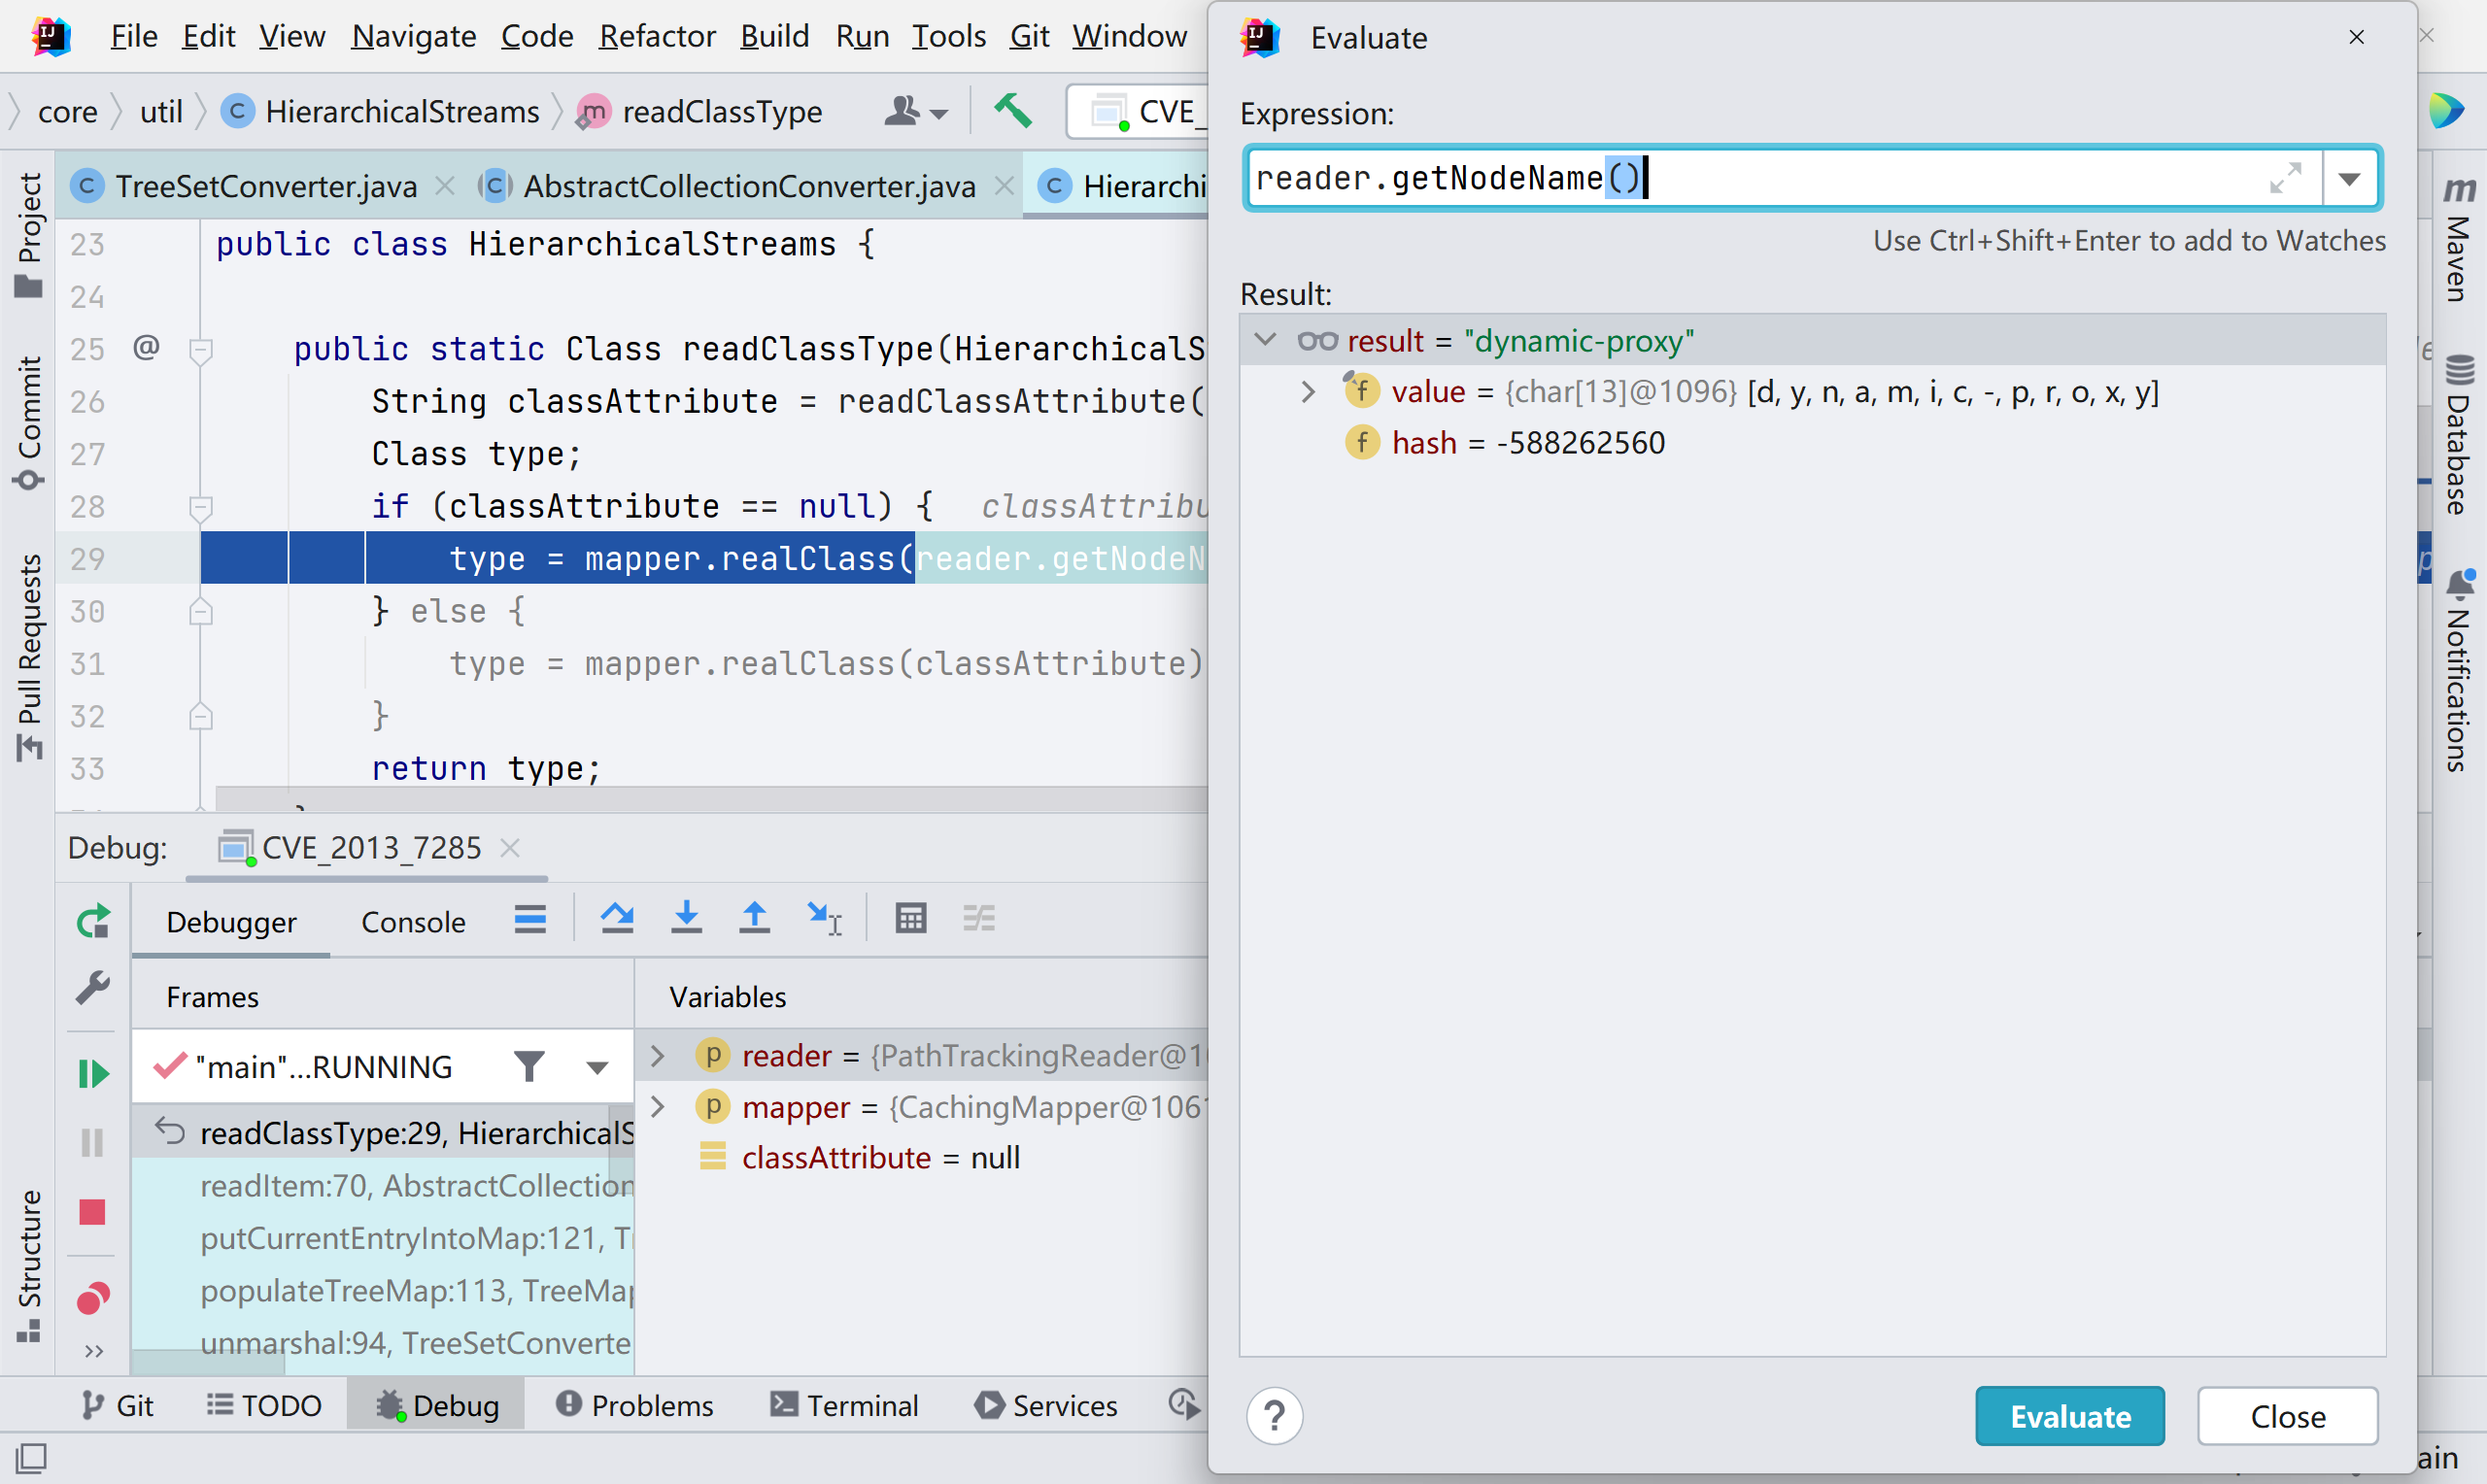 File Edit View Navigate Code Refactor Build Run Tools Git Window
core util HierarchicalStreams readClassType CVE_
TreeSetConverter.java AbstractCollectionConverter.java Hierarchi
23 public class HierarchicalStreams {
24
25 @ public static Class readClassType(HierarchicalS
26 String classAttribute = readClassAttribute(
27 Class type;
28 if (classAttribute == null) { classAttribu
29 type = mapper.realClass(reader.getNodeN
30 } else {
31 type = mapper.realClass(classAttribute)
32 }
33 return type;
Project
Commit
Pull Requests
Structure
Debug: CVE_2013_7285
Debugger Console
Frames
"main"...RUNNING
readClassType:29, HierarchicalS
readItem:70, AbstractCollection
putCurrentEntryIntoMap:121, Tr
populateTreeMap:113, TreeMap
unmarshal:94, TreeSetConverte
Variables
reader = {PathTrackingReader@10
mapper = {CachingMapper@1061
classAttribute = null
Git TODO Debug Problems Terminal Services
Evaluate
Expression:
reader.getNodeName()
Use Ctrl+Shift+Enter to add to Watches
Result:
result = "dynamic-proxy"
value = {char[13]@1096} [d, y, n, a, m, i, c, -, p, r, o, x, y]
hash = -588262560
? Evaluate Close
Maven
Database
Notifications
ain